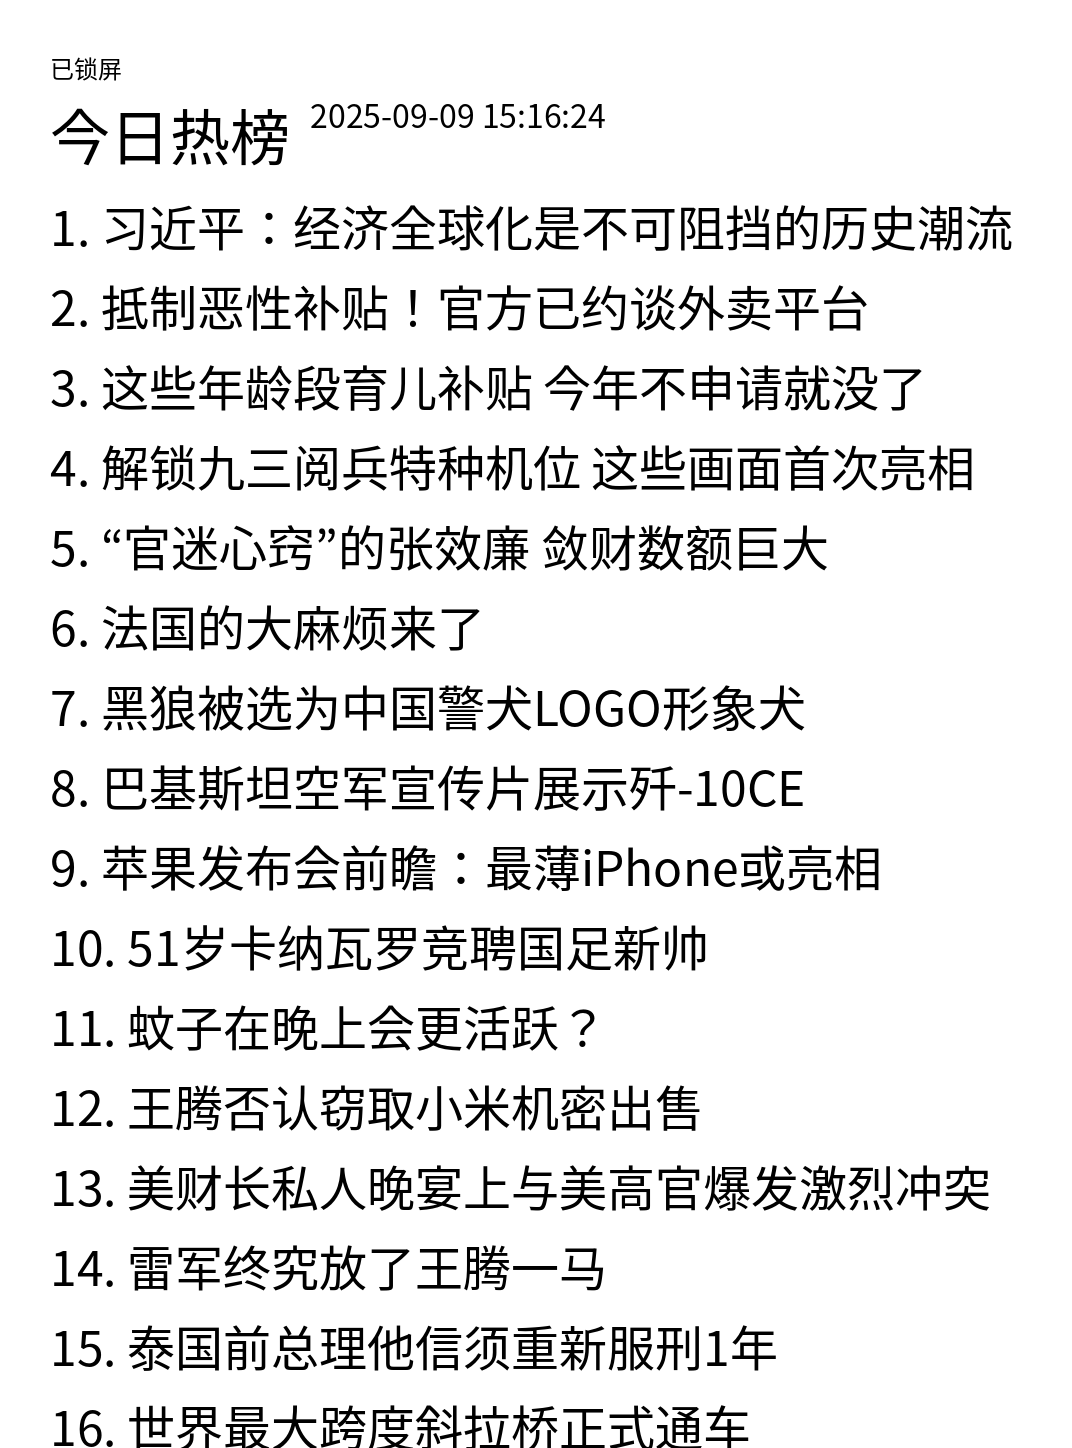 已锁屏
今日热榜 2025-09-09 15:16:24
1. 习近平：经济全球化是不可阻挡的历史潮流
2. 抵制恶性补贴！官方已约谈外卖平台
3. 这些年龄段育儿补贴 今年不申请就没了
4. 解锁九三阅兵特种机位 这些画面首次亮相
5. “官迷心窍”的张效廉 敛财数额巨大
6. 法国的大麻烦来了
7. 黑狼被选为中国警犬LOGO形象犬
8. 巴基斯坦空军宣传片展示歼-10CE
9. 苹果发布会前瞻：最薄iPhone或亮相
10. 51岁卡纳瓦罗竞聘国足新帅
11. 蚊子在晚上会更活跃？
12. 王腾否认窃取小米机密出售
13. 美财长私人晚宴上与美高官爆发激烈冲突
14. 雷军终究放了王腾一马
15. 泰国前总理他信须重新服刑1年
16. 世界最大跨度斜拉桥正式通车